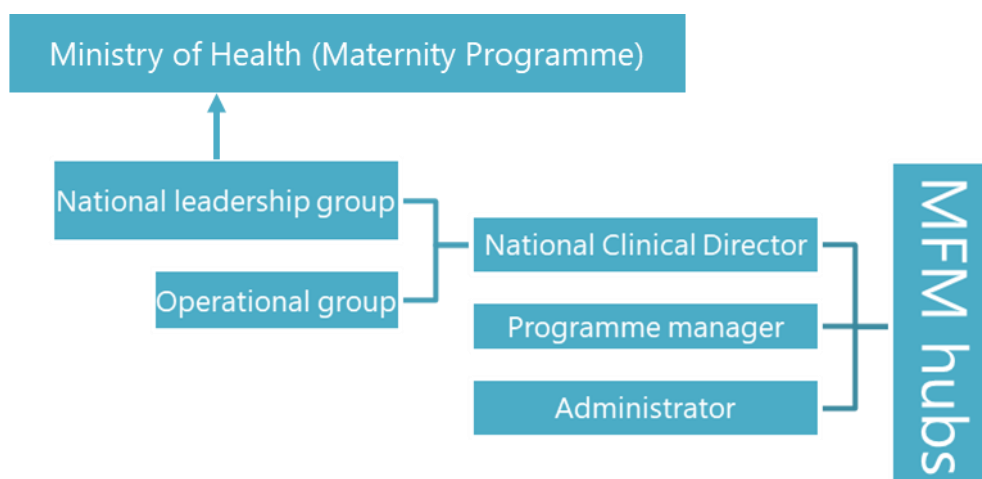 Ministry of Health (Maternity Programme)
National leadership group
Operational group
National Clinical Director
Programme manager
Administrator
MFM hubs